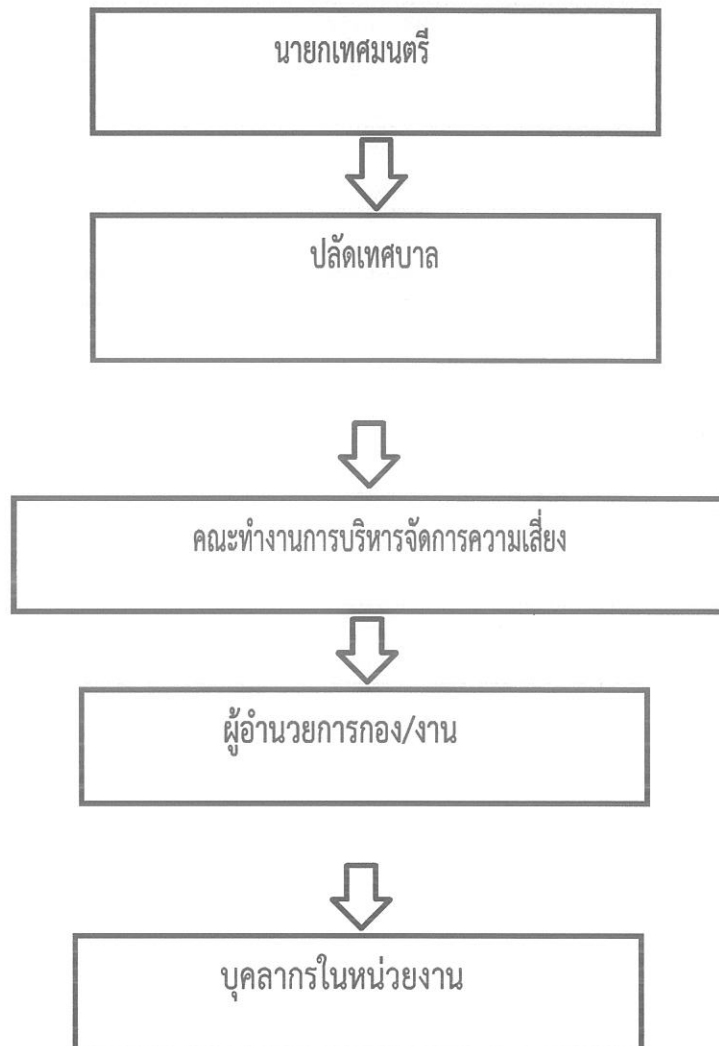 นายกเทศมนตรี
ปลัดเทศบาล
คณะทำงานการบริหารจัดการความเสี่ยง
ผู้อำนวยการกอง/งาน
บุคลากรในหน่วยงาน